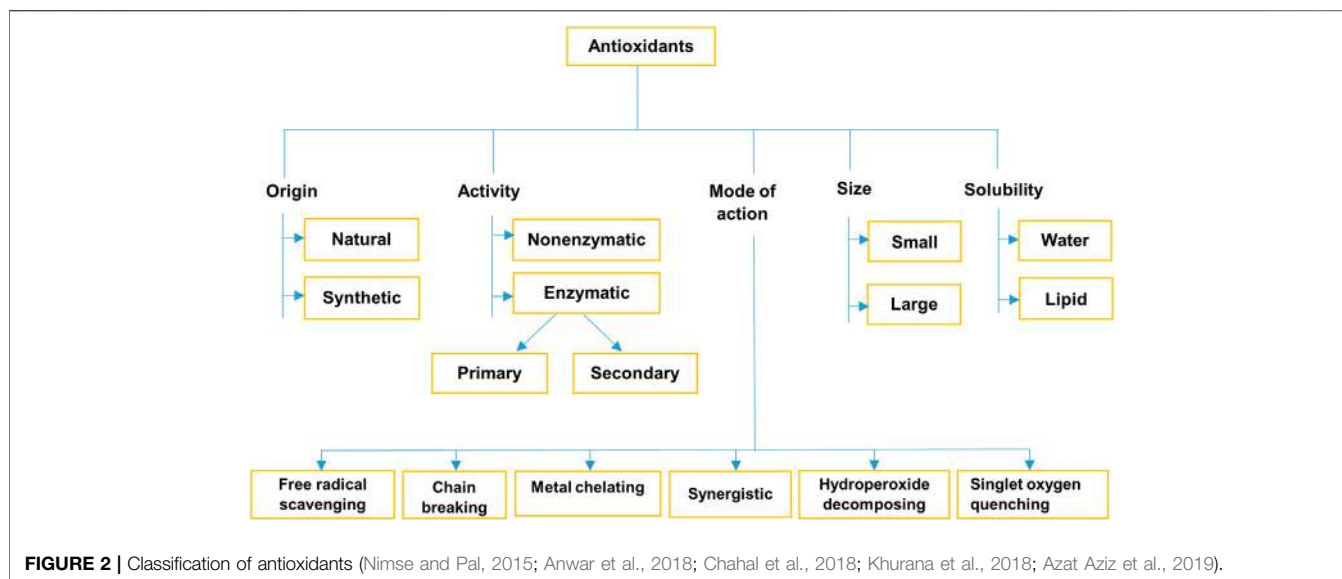 Antioxidants
Origin
Natural
Synthetic
Activity
Nonenzymatic
Enzymatic
Primary
Secondary
Mode of
action
Size
Small
Large
Solubility
Water
Lipid
Free radical
scavenging
Chain
breaking
Metal chelating
Synergistic
Hydroperoxide
decomposing
Singlet oxygen
quenching
FIGURE 2 | Classification of antioxidants (Nimse and Pal, 2015; Anwar et al., 2018; Chahal et al., 2018; Khurana et al., 2018; Azat Aziz et al., 2019).